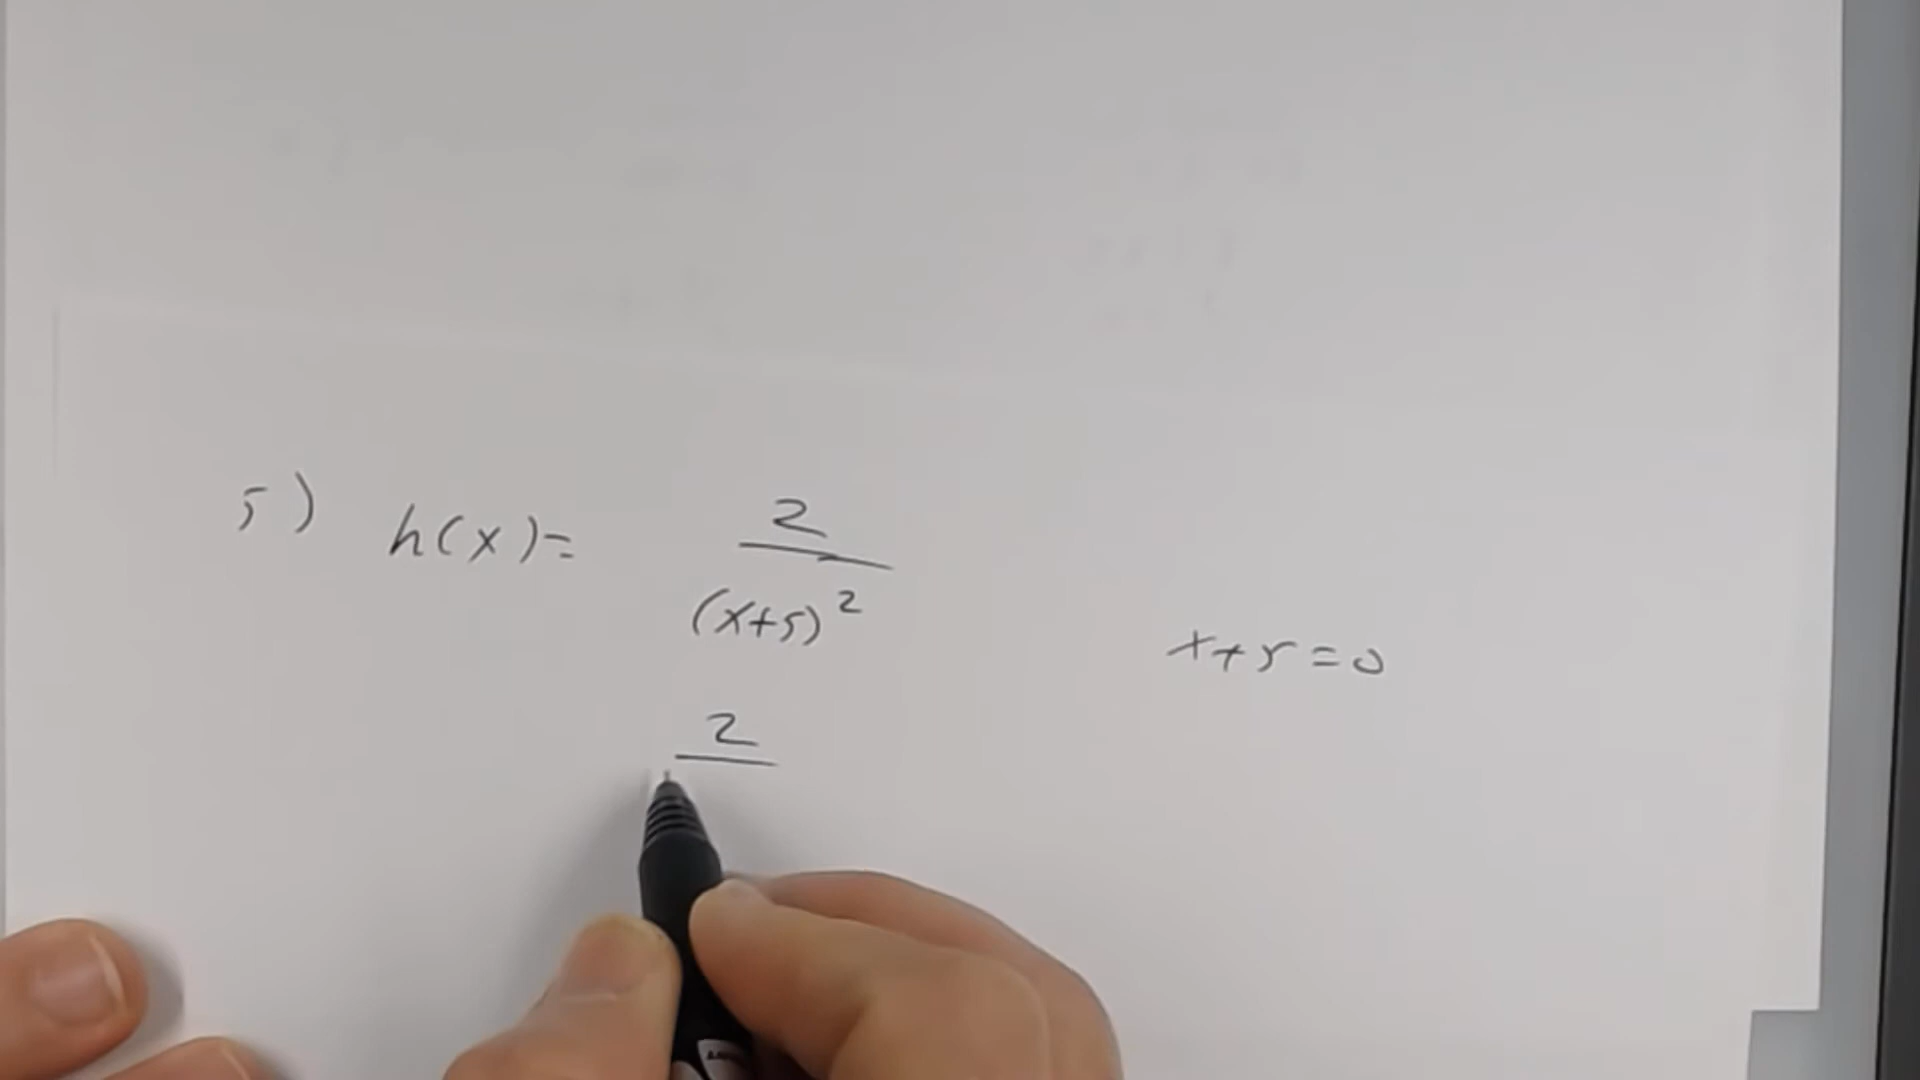 5) h(x)= 2
(x+5)²
x+5=0
2